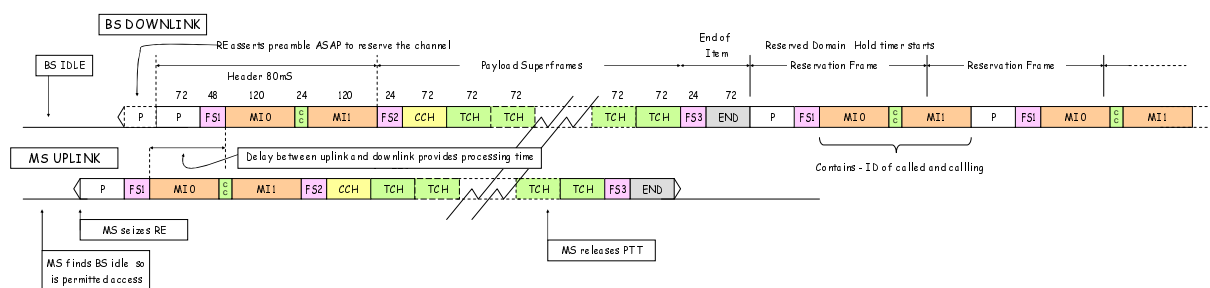 BS DOWNLINK
RE asserts preamble ASAP to reserve the channel
End of
Item
Reserved Domain Hold timer starts
BS IDLE
Header 80mS
Payload Superframes
Reservation Frame
Reservation Frame
72 48 120 24 120 24 72 72 72 72 72 24 72
P P FS1 MI0 CC MI1 FS2 CCH TCH TCH TCH TCH FS3 END P FS1 MI0 CC MI1 P FS1 MI0 CC MI1
MS UPLINK
Delay between uplink and downlink provides processing time
Contains - ID of called and callling
P FS1 MI0 CC MI1 FS2 CCH TCH TCH TCH TCH FS3 END
MS seizes RE
MS releases PTT
MS finds BS idle so
is permitted access